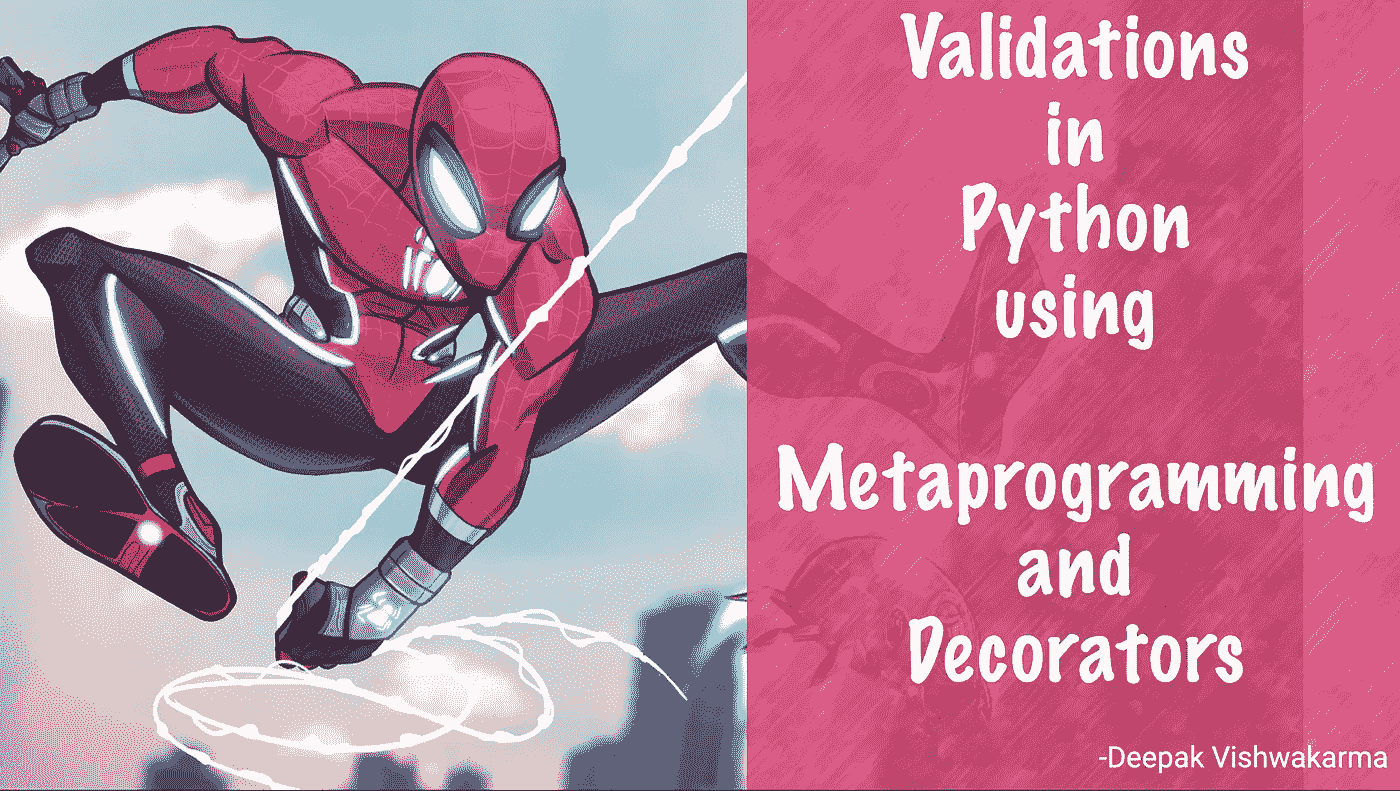 Validations
in
Python
using
Metaprogramming
and
Decorators
-Deepak Vishwakarma